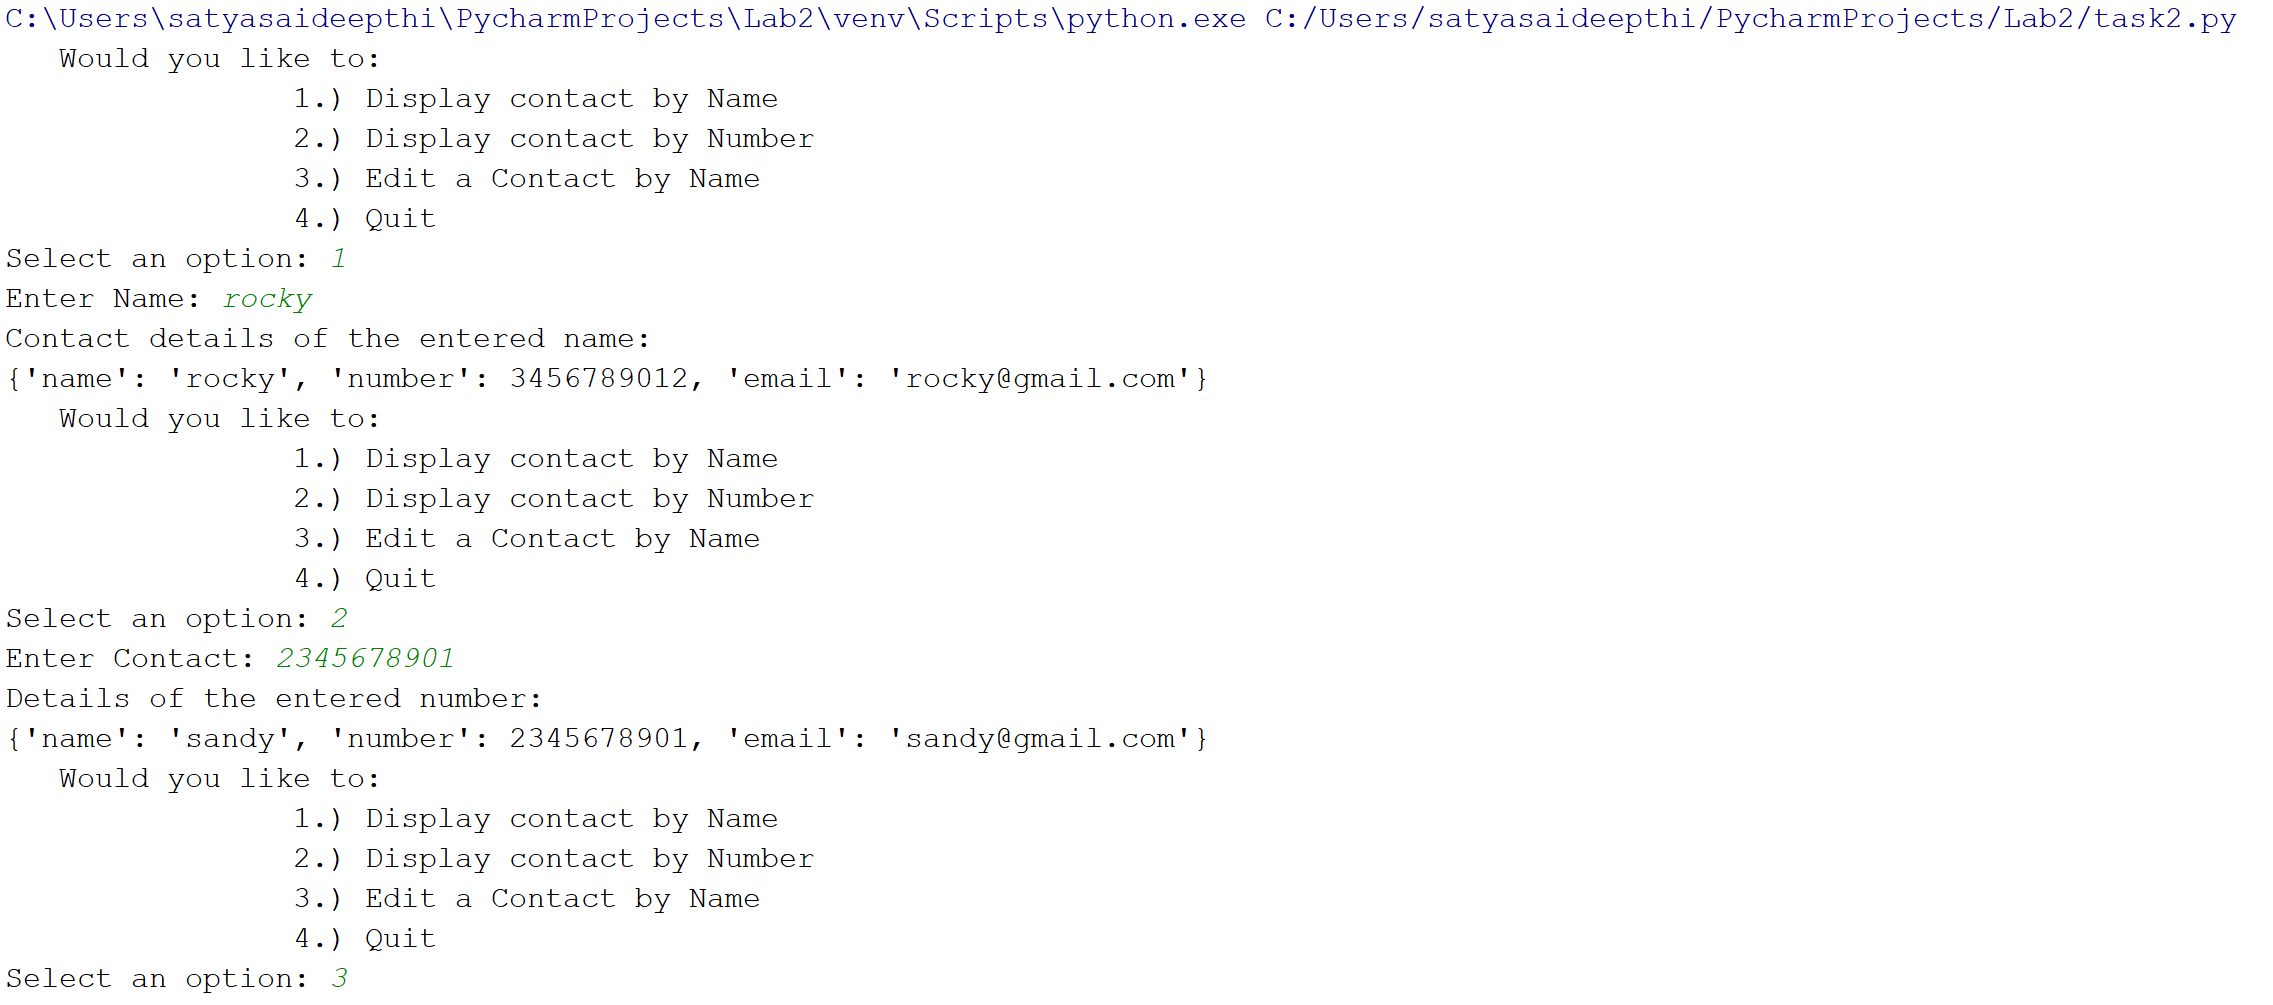 C:\Users\satyasaideepthi\PycharmProjects\Lab2\venv\Scripts\python.exe C:/Users/satyasaideepthi/PycharmProjects/Lab2/task2.py
Would you like to:
1.) Display contact by Name
2.) Display contact by Number
3.) Edit a Contact by Name
4.) Quit
Select an option: 1
Enter Name: rocky
Contact details of the entered name:
{'name': 'rocky', 'number': 3456789012, 'email': 'rocky@gmail.com'}
Would you like to:
1.) Display contact by Name
2.) Display contact by Number
3.) Edit a Contact by Name
4.) Quit
Select an option: 2
Enter Contact: 2345678901
Details of the entered number:
{'name': 'sandy', 'number': 2345678901, 'email': 'sandy@gmail.com'}
Would you like to:
1.) Display contact by Name
2.) Display contact by Number
3.) Edit a Contact by Name
4.) Quit
Select an option: 3